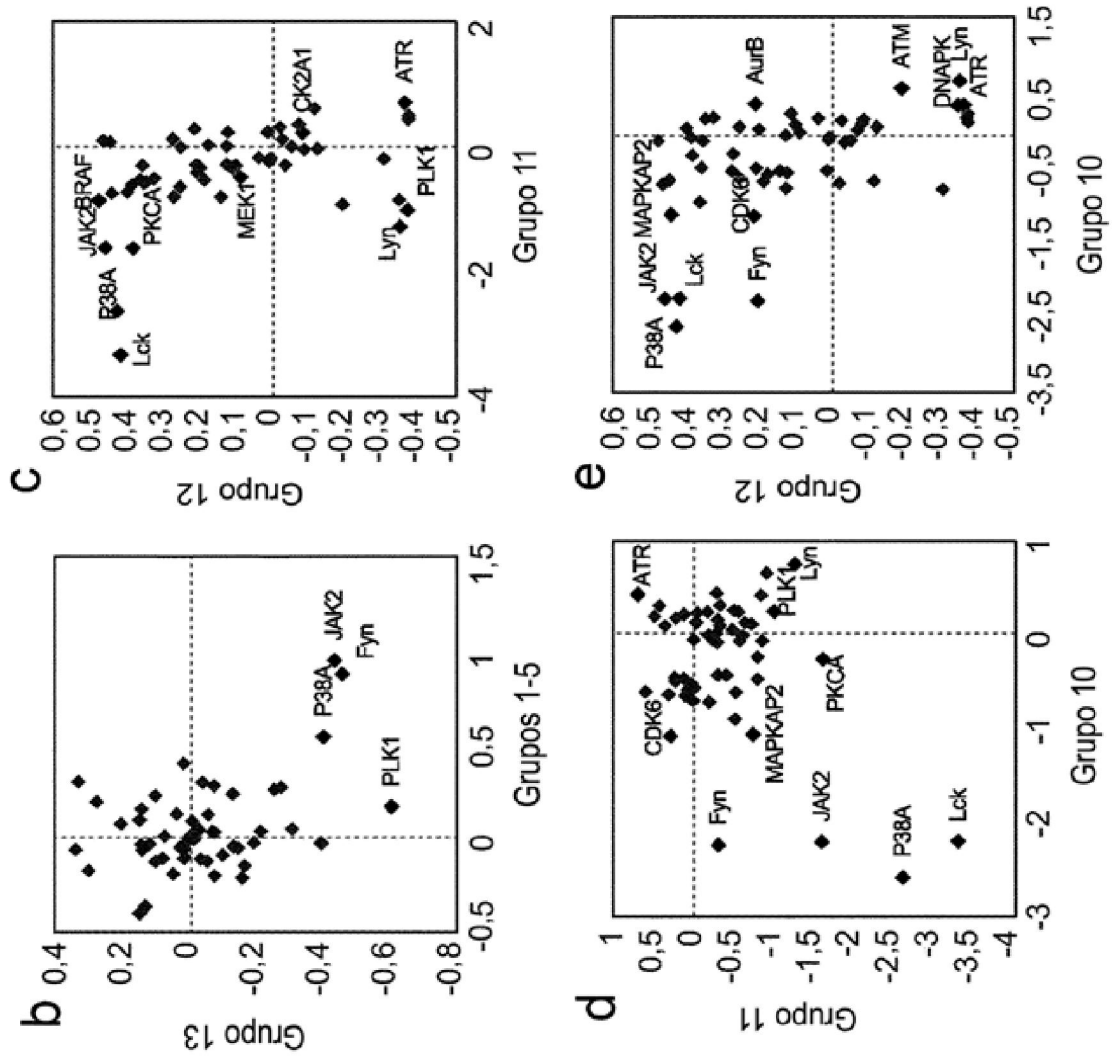 b
Grupo 13
0,4
0,2
0
-0,2
-0,4
-0,6
-0,8
P38A
JAK2
Fyn
PLK1
-0,5
0
0,5
1
1,5
Grupos 1-5
c
Grupo 12
0,6
0,5
0,4
0,3
0,2
0,1
0
-0,1
-0,2
-0,3
-0,4
-0,5
JAK2
BRAF
P38A
PKCA
Lck
MEK1
CK2A1
ATR
Lyn
PLK1
-4
-2
0
2
Grupo 11
d
Grupo 11
1
0,5
0
-0,5
-1
-2
-2,5
-3
-3,5
-4
CDK6
ATR
Fyn
PLK1
Lyn
MAPKAP2
PKCA
JAK2
P38A
Lck
-3
-2
-1
0
1
Grupo 10
e
Grupo 12
0,6
0,5
0,4
0,3
0,2
0,1
0
-0,1
-0,2
-0,3
-0,4
-0,5
P38A
JAK2
MAPKAP2
Lck
Fyn
CDK6
AurB
ATM
DNAPK
Lyn
ATR
-3,5
-2,5
-1,5
-0,5
0,5
1,5
Grupo 10